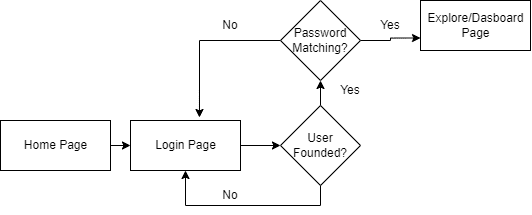 No
Password
Matching?
Yes
Explore/Dasboard
Page
Yes
Home Page
Login Page
User
Founded?
No